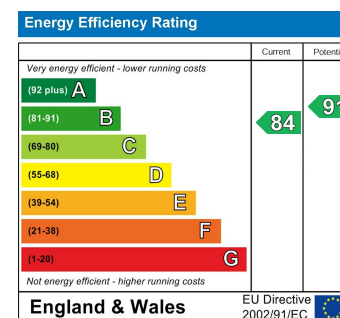 Energy Efficiency Rating
Current
Very energy efficient - lower running costs
(92 plus) A
(81-91) B
84
91
(69-80) C
(55-68) D
(39-54) E
(21-38) F
(1-20) G
Not energy efficient - higher running costs
England & Wales
EU Directive
2002/91/EC